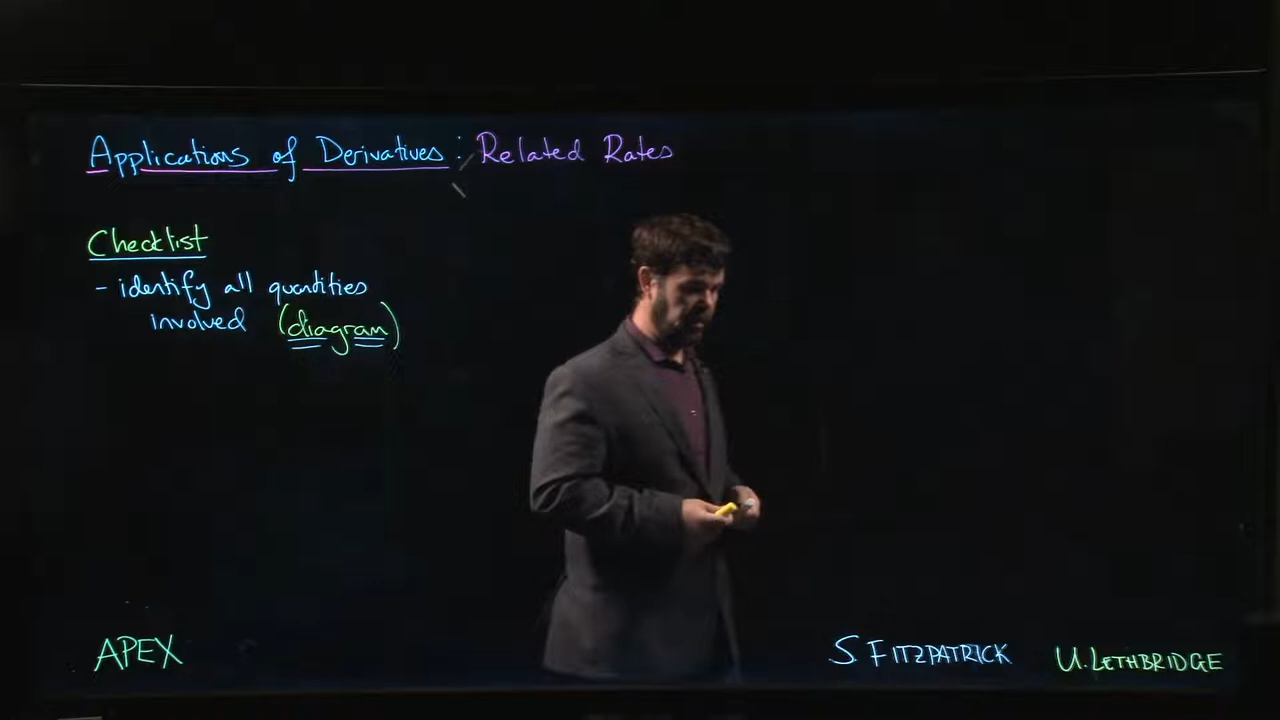 Applications of Derivatives : Related Rates
Checklist
- identify all quantities
involved (diagram)
APEX
S. FITZPATRICK
U. LETHBRIDGE